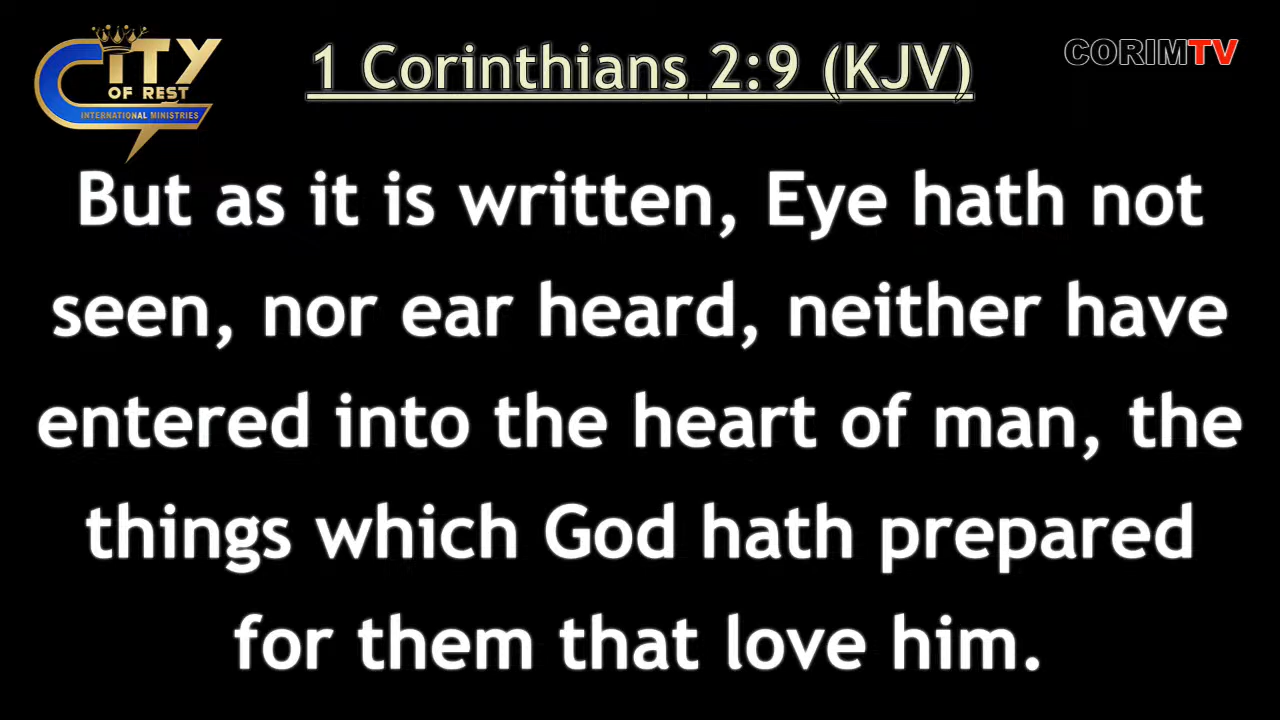 CiTY
OF REST
INTERNATIONAL MINISTRIES
1 Corinthians 2:9 (KJV)
CORIMTV
But as it is written, Eye hath not
seen, nor ear heard, neither have
entered into the heart of man, the
things which God hath prepared
for them that love him.